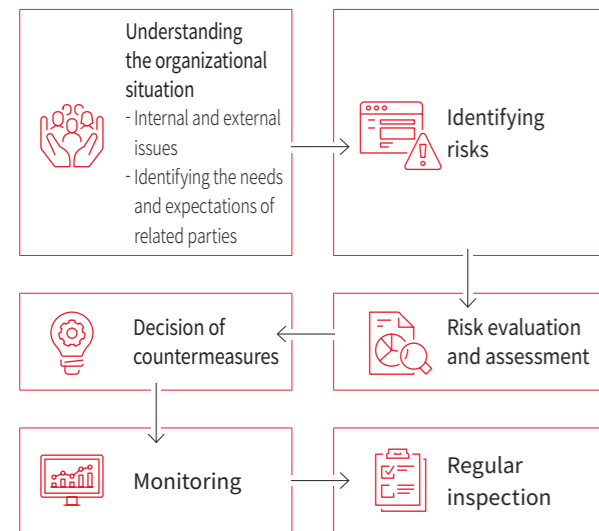 Understanding
the organizational
situation
- Internal and external
issues
- Identifying the needs
and expectations of
related parties
Identifying
risks
Risk evaluation
and assessment
Decision of
countermeasures
Monitoring
Regular
inspection